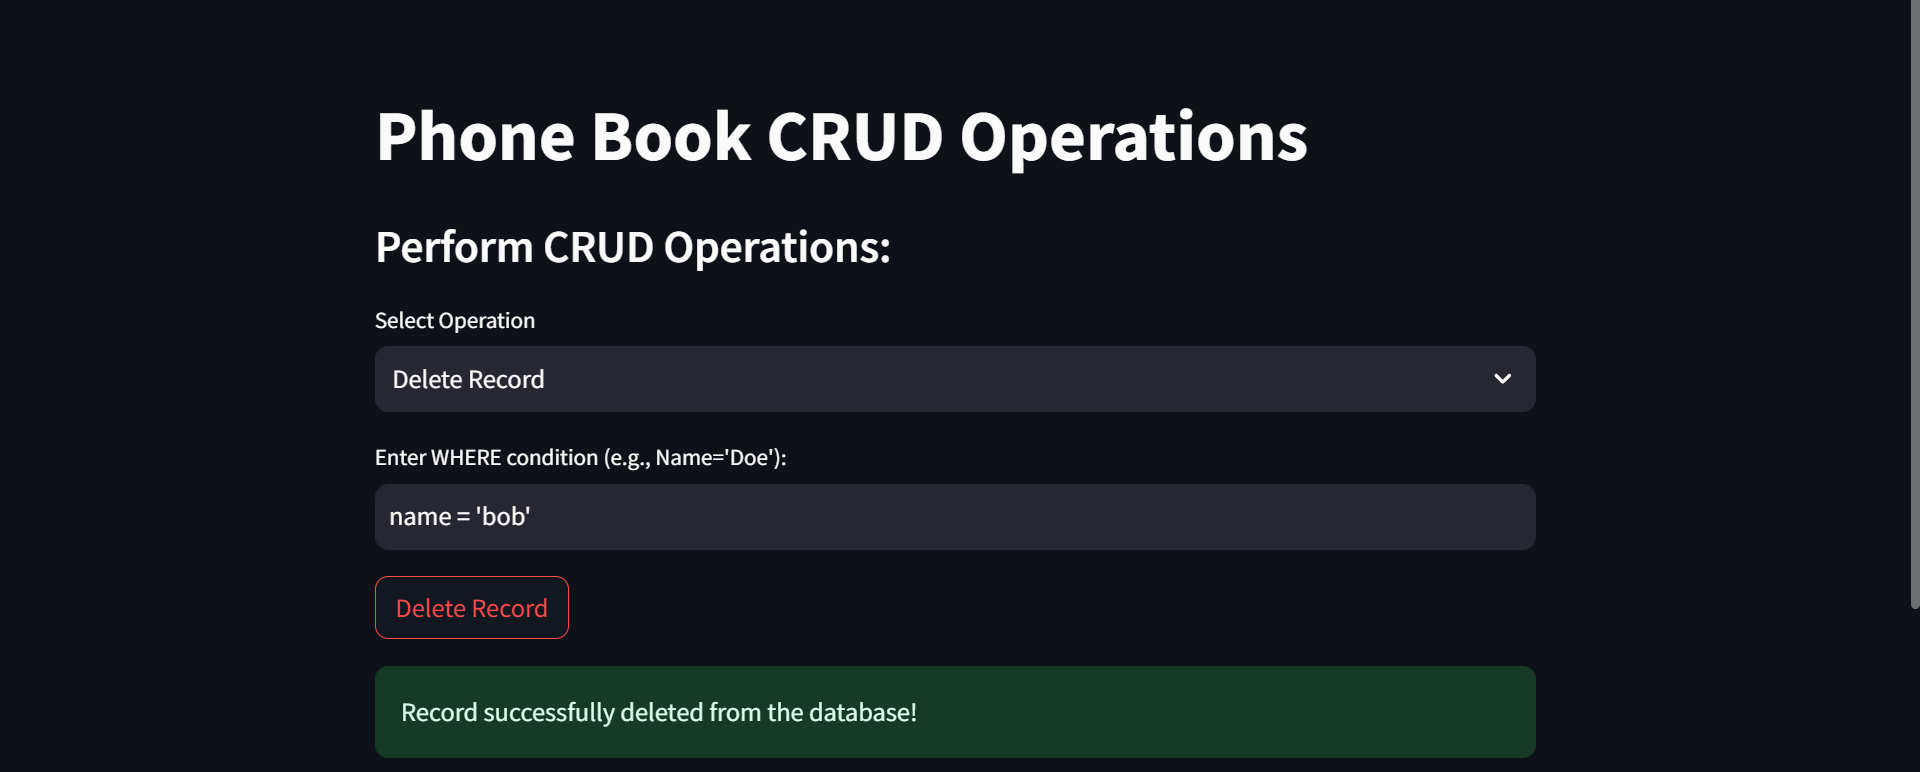 Phone Book CRUD Operations
Perform CRUD Operations:
Select Operation
Delete Record
Enter WHERE condition (e.g., Name='Doe'):
name = 'bob'
Delete Record
Record successfully deleted from the database!